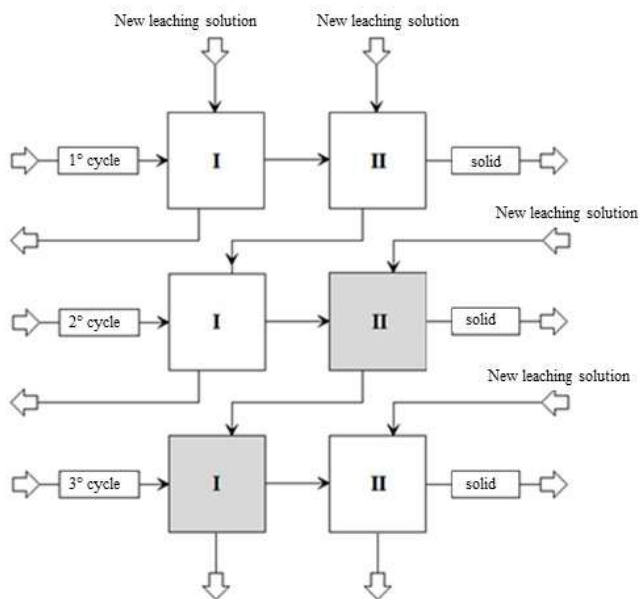 New leaching solution New leaching solution
1° cycle I II solid
New leaching solution
2° cycle I II solid
New leaching solution
3° cycle I II solid